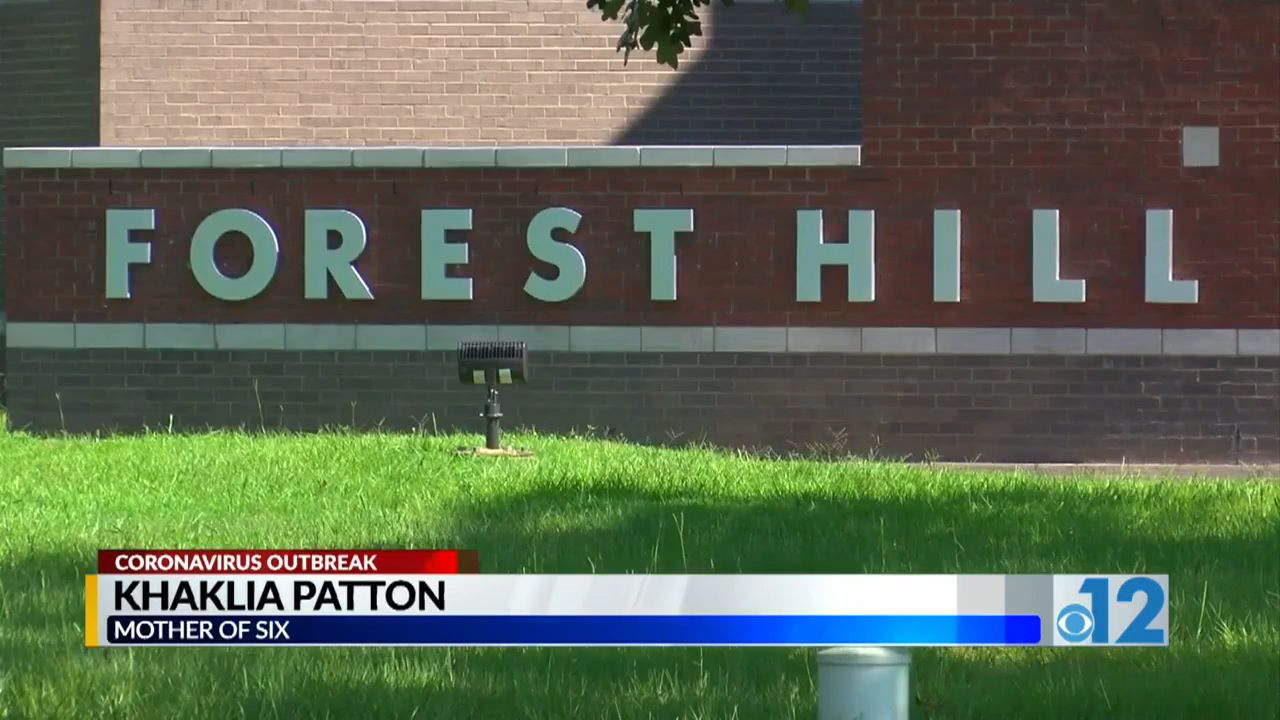 FOREST HILL
CORONAVIRUS OUTBREAK
KHAKLIA PATTON
MOTHER OF SIX
12